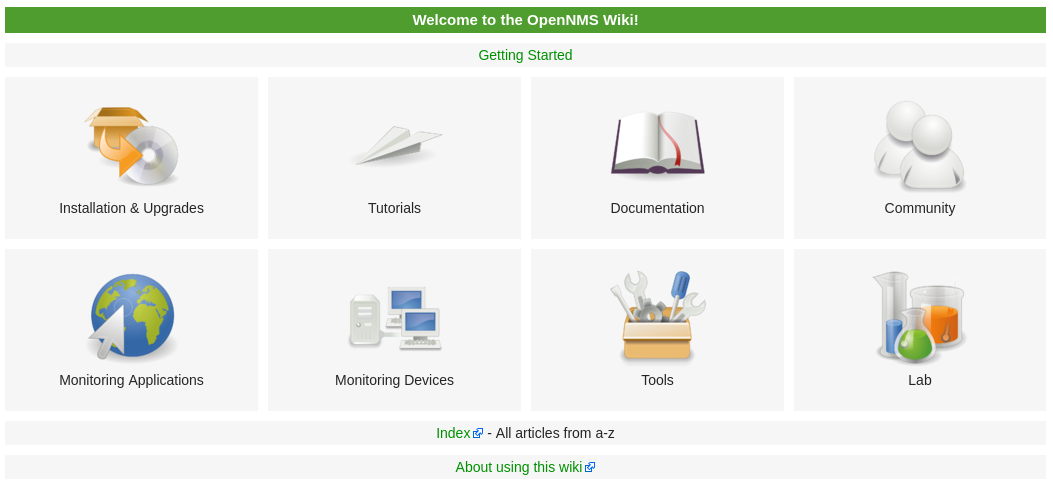 Welcome to the OpenNMS Wiki!
Getting Started
Installation & Upgrades
Tutorials
Documentation
Community
Monitoring Applications
Monitoring Devices
Tools
Lab
Index - All articles from a-z
About using this wiki